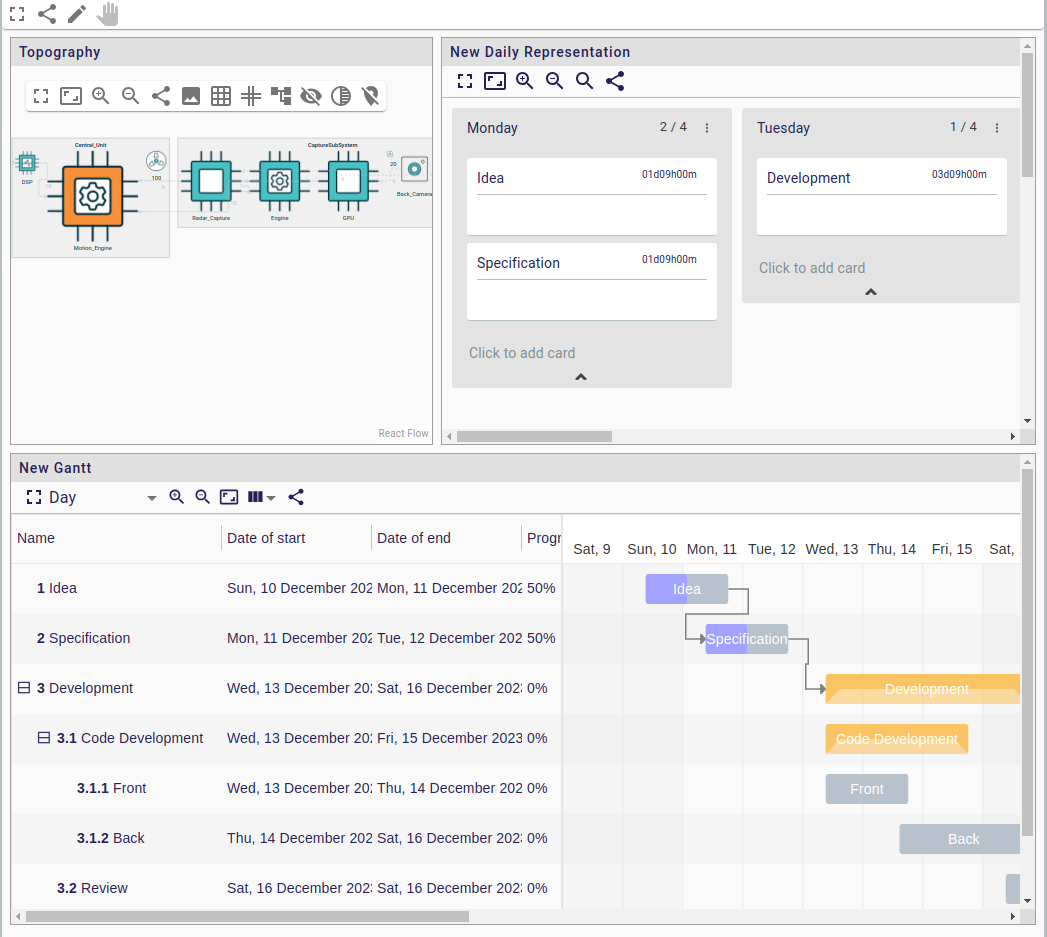 Topography
Central_Unit
DSP
100
Motion_Engine
CaptureSubSystem
20
Radar_Capture
Engine
GPU
Back_Camera
React Flow
New Daily Representation
Monday
2 / 4
Idea
01d09h00m
Specification
01d09h00m
Click to add card
Tuesday
1 / 4
Development
03d09h00m
Click to add card
New Gantt
Day
Name Date of start Date of end Progr
Sat, 9 Sun, 10 Mon, 11 Tue, 12 Wed, 13 Thu, 14 Fri, 15 Sat,
1 Idea Sun, 10 December 202 Mon, 11 December 202 50% Idea
2 Specification Mon, 11 December 202 Tue, 12 December 202 50% Specification
3 Development Wed, 13 December 202 Sat, 16 December 202 0% Development
3.1 Code Development Wed, 13 December 202 Fri, 15 December 2023 0% Code Development
3.1.1 Front Wed, 13 December 202 Thu, 14 December 202 0% Front
3.1.2 Back Thu, 14 December 202 Sat, 16 December 202 0% Back
3.2 Review Sat, 16 December 202 Sat, 16 December 202 0%